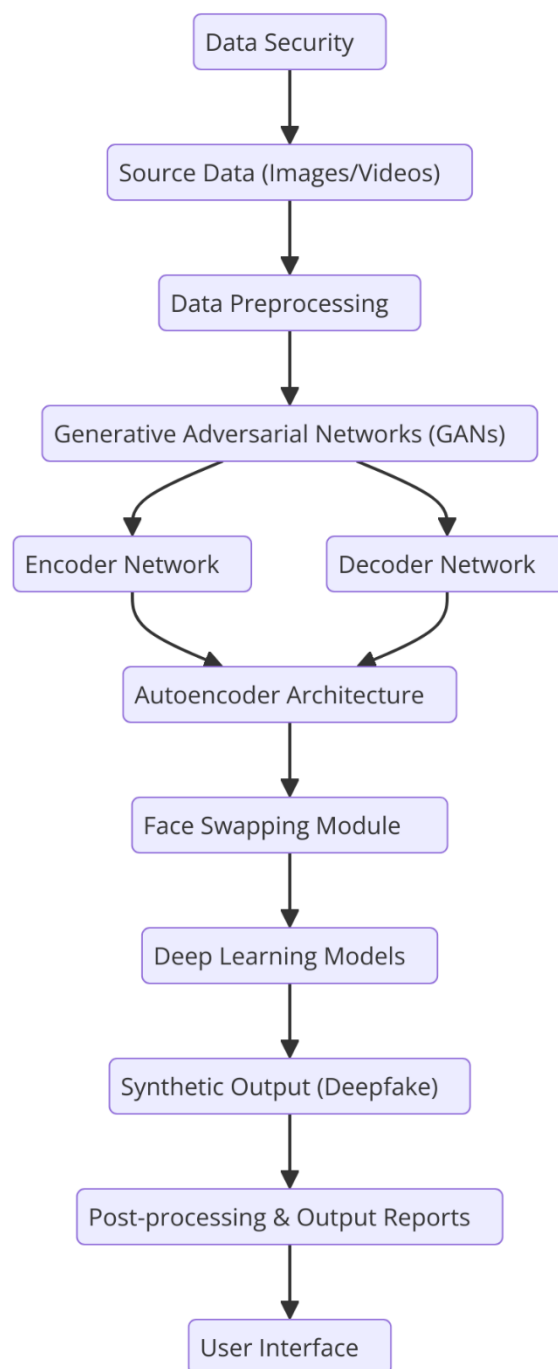 Data Security
Source Data (Images/Videos)
Data Preprocessing
Generative Adversarial Networks (GANs)
Encoder Network
Decoder Network
Autoencoder Architecture
Face Swapping Module
Deep Learning Models
Synthetic Output (Deepfake)
Post-processing & Output Reports
User Interface